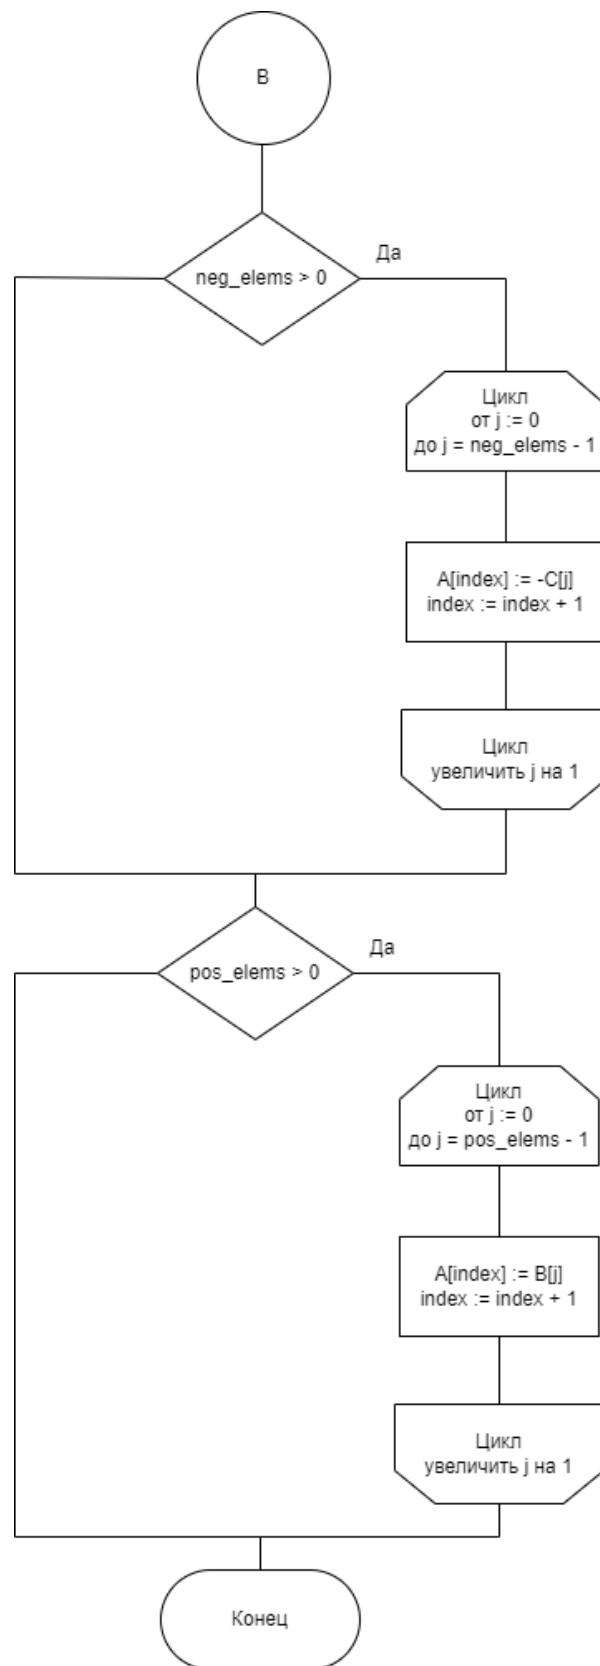 B
neg_elems > 0
Да
Цикл
от j := 0
до j = neg_elems - 1
A[index] := -C[j]
index := index + 1
Цикл
увеличить j на 1
pos_elems > 0
Да
Цикл
от j := 0
до j = pos_elems - 1
A[index] := B[j]
index := index + 1
Цикл
увеличить j на 1
Конец